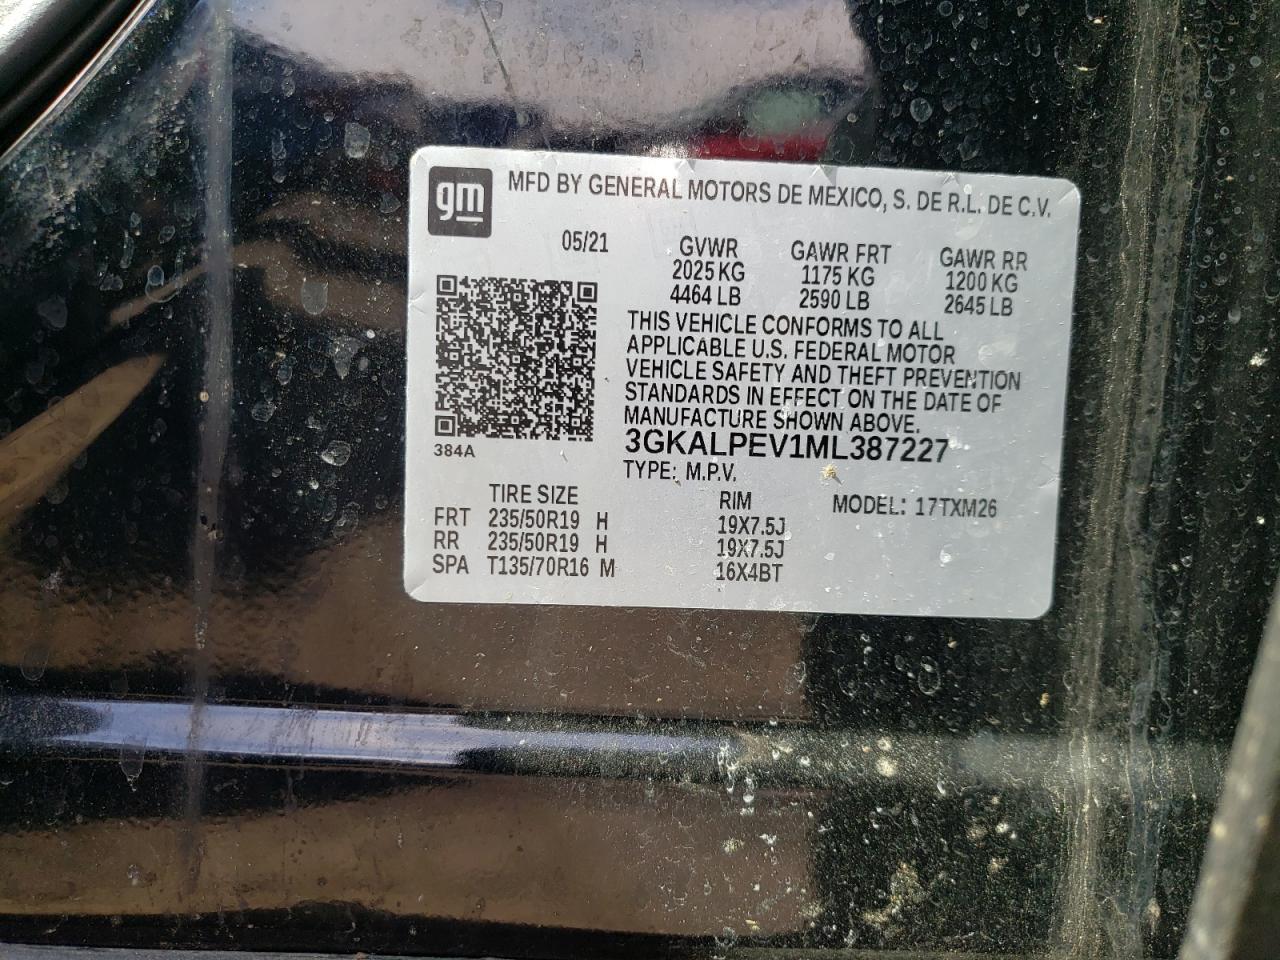 gm
MFD BY GENERAL MOTORS DE MEXICO, S. DE R.L. DE C.V.
05/21 GVWR GAWR FRT GAWR RR
2025 KG 1175 KG 1200 KG
4464 LB 2590 LB 2645 LB
THIS VEHICLE CONFORMS TO ALL
APPLICABLE U.S. FEDERAL MOTOR
VEHICLE SAFETY AND THEFT PREVENTION
STANDARDS IN EFFECT ON THE DATE OF
MANUFACTURE SHOWN ABOVE.
3GKALPEV1ML387227
384A
TYPE: M.P.V.
TIRE SIZE RIM MODEL: 17TXM26
FRT 235/50R19 H 19X7.5J
RR 235/50R19 H 19X7.5J
SPA T135/70R16 M 16X4BT